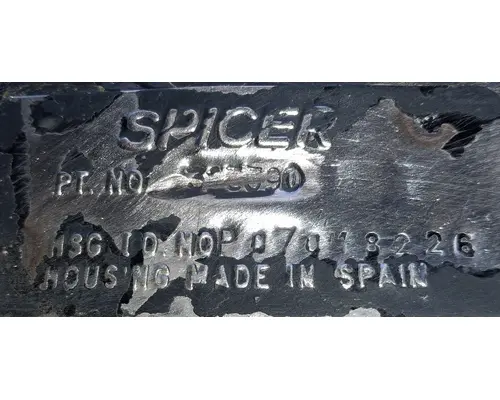 SPICER
PT. NO
HSG I D. NO P 07018226
HOUSING MADE IN SPAIN